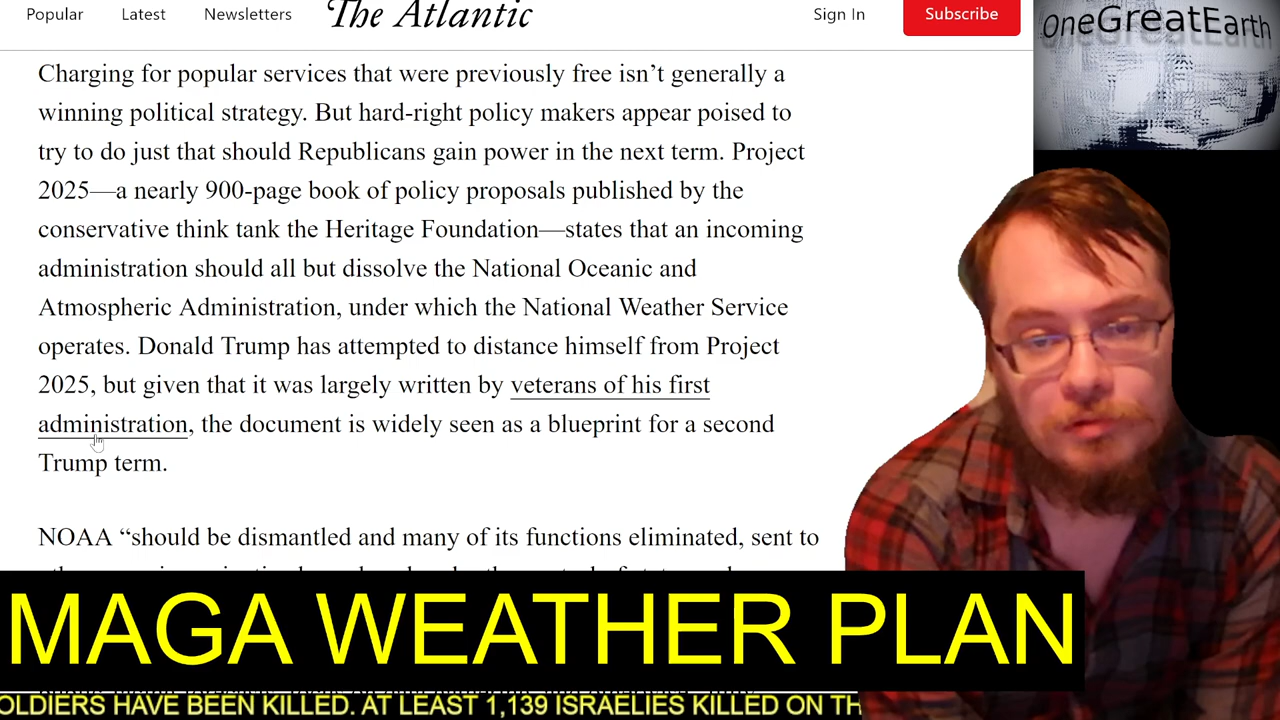 Popular Latest Newsletters The Atlantic Sign In Subscribe
OneGreatEarth
Charging for popular services that were previously free isn’t generally a
winning political strategy. But hard-right policy makers appear poised to
try to do just that should Republicans gain power in the next term. Project
2025—a nearly 900-page book of policy proposals published by the
conservative think tank the Heritage Foundation—states that an incoming
administration should all but dissolve the National Oceanic and
Atmospheric Administration, under which the National Weather Service
operates. Donald Trump has attempted to distance himself from Project
2025, but given that it was largely written by veterans of his first
administration, the document is widely seen as a blueprint for a second
Trump term.
NOAA “should be dismantled and many of its functions eliminated, sent to
MAGA WEATHER PLAN
OLDIERS HAVE BEEN KILLED. AT LEAST 1,139 ISRAELIES KILLED ON TH